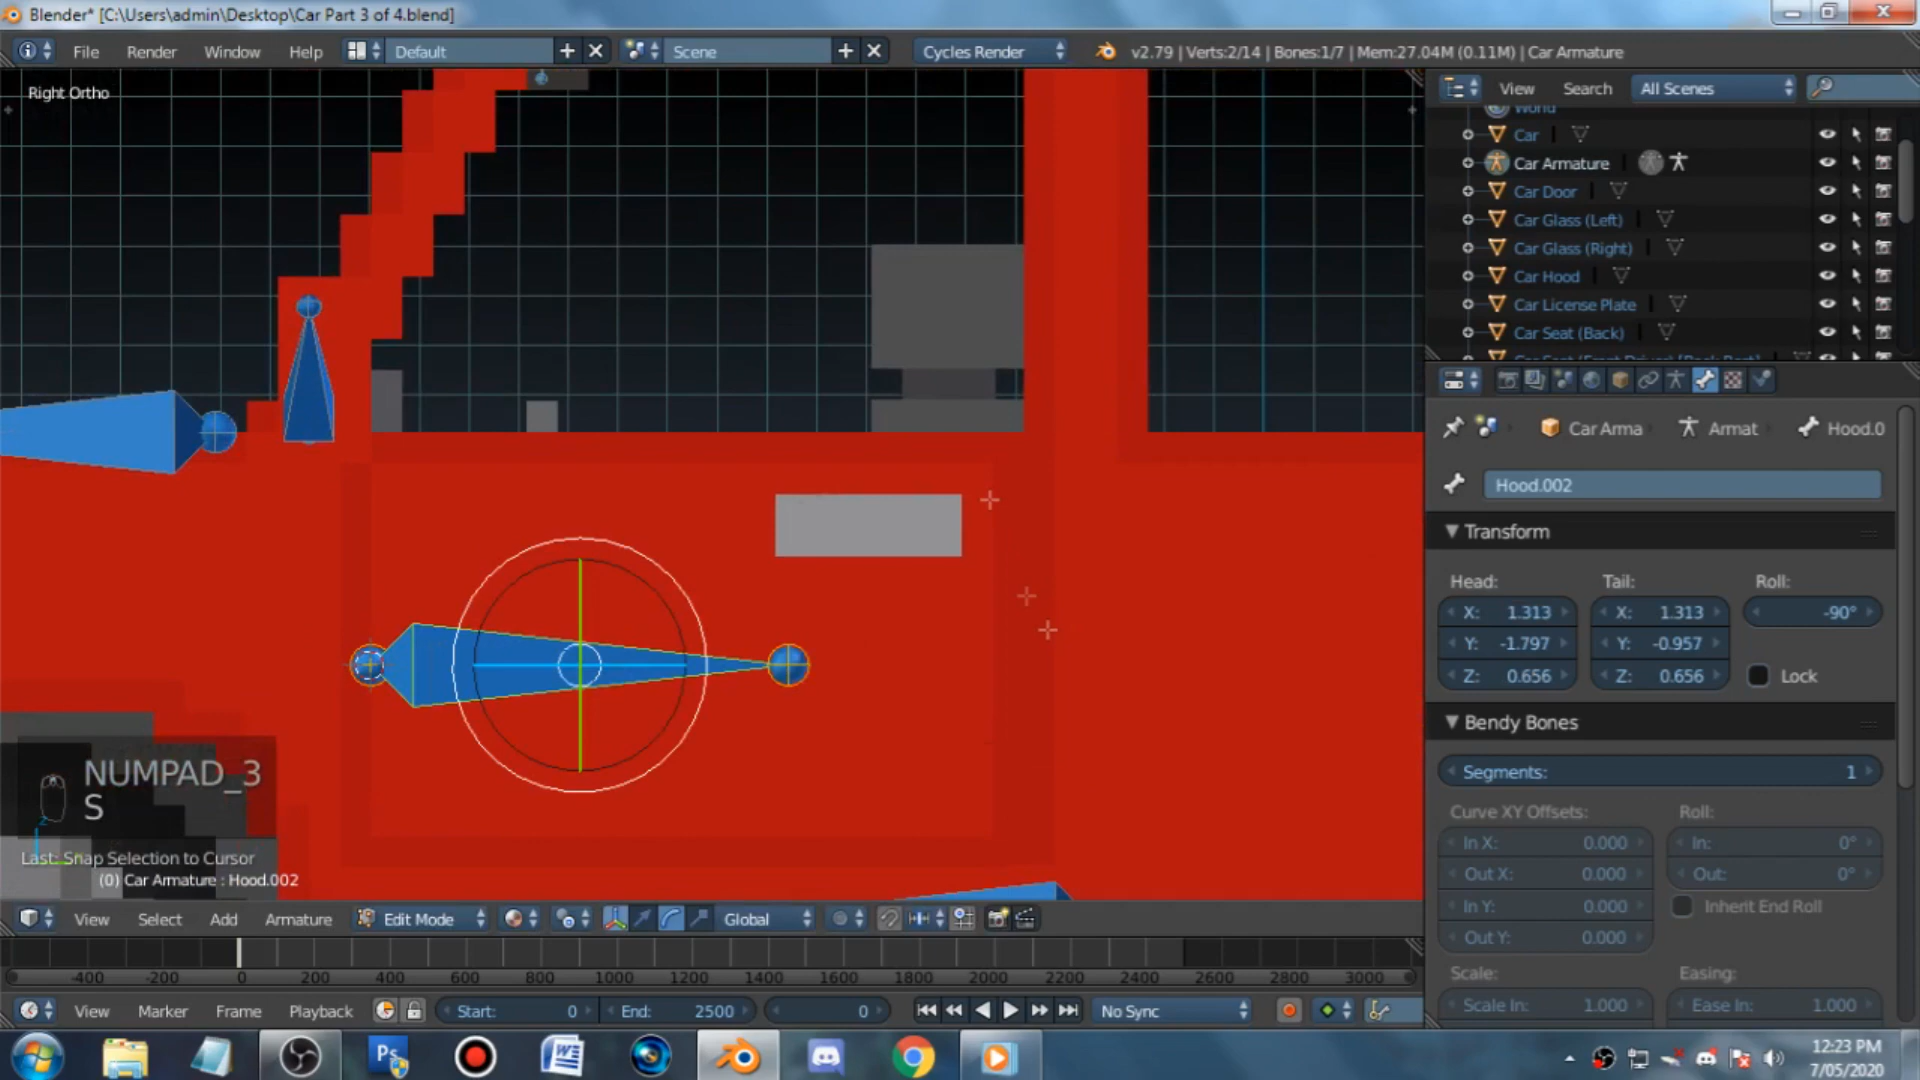 Blender* [C:\Users\admin\Desktop\Car Part 3 of 4.blend]
File Render Window Help Default Scene Cycles Render v2.79 | Verts:2/14 | Bones:1/7 | Mem:27.04M (0.11M) | Car Armature
Right Ortho
View Search All Scenes
World
Car
Car Armature
Car Door
Car Glass (Left)
Car Glass (Right)
Car Hood
Car License Plate
Car Seat (Back)
Car Seat (Front Driver) [Back Part]
Car Arma Armat Hood.0
Hood.002
Transform
Head: Tail: Roll:
X: 1.313 X: 1.313 -90°
Y: -1.797 Y: -0.957
Z: 0.656 Z: 0.656 Lock
Bendy Bones
Segments: 1
Curve XY Offsets: Roll:
In X: 0.000 In: 0°
Out X: 0.000 Out: 0°
In Y: 0.000 Inherit End Roll
Out Y: 0.000
Scale: Easing:
Scale In: 1.000 Ease In: 1.000
NUMPAD_3
S
Last: Snap Selection to Cursor
(0) Car Armature : Hood.002
View Select Add Armature Edit Mode Global
-400 -200 0 200 400 600 800 1000 1200 1400 1600 1800 2000 2200 2400 2600 2800 3000
View Marker Frame Playback Start: 0 End: 2500 0 No Sync
Ps
12:23 PM
7/05/2020